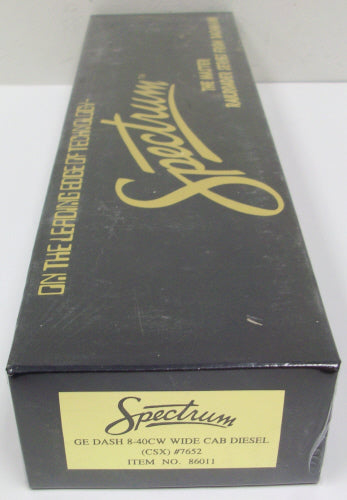 ON THE LEADING EDGE OF TECHNOLOGY
Spectrum™
THE MASTER
RAILROADER SERIES FROM BACHMANN
Spectrum
GE DASH 8-40CW WIDE CAB DIESEL
(CSX) #7652
ITEM NO. 86011